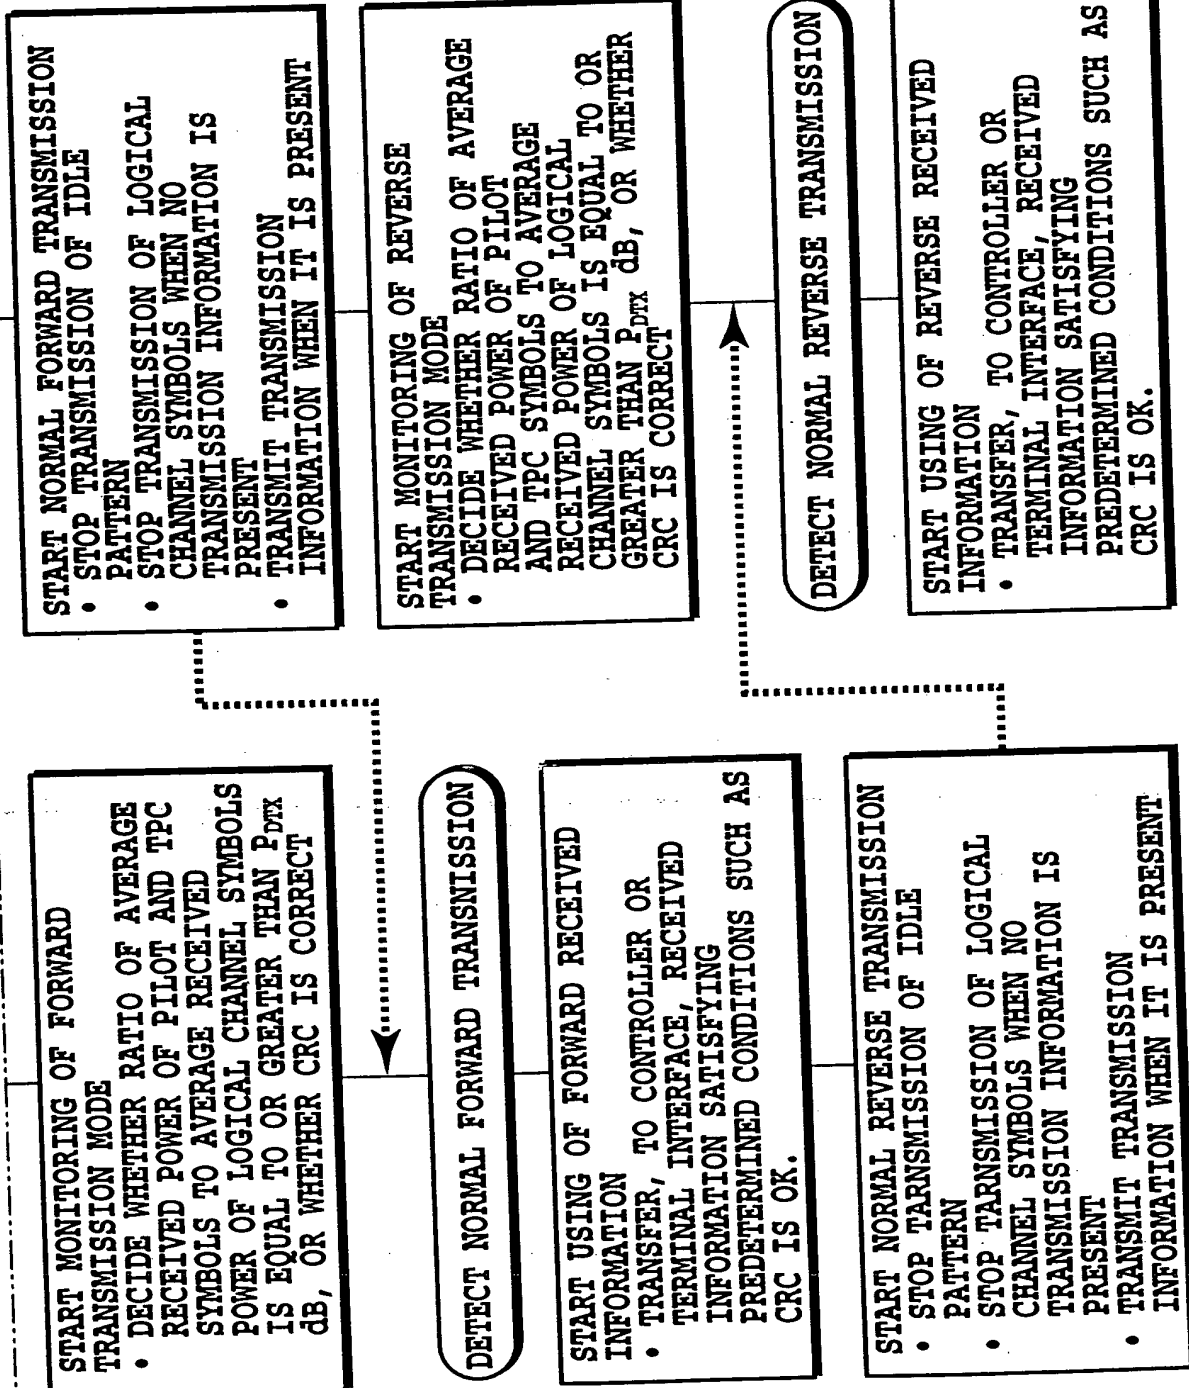 START MONITORING OF FORWARD
TRANSMISSION MODE
• DECIDE WHETHER RATIO OF AVERAGE
RECEIVED POWER OF PILOT AND TPC
SYMBOLS TO AVERAGE RECEIVED
POWER OF LOGICAL CHANNEL SYMBOLS
IS EQUAL TO OR GREATER THAN PDTX
dB, OR WHETHER CRC IS CORRECT
DETECT NORMAL FORWARD TRANSNISSION
START USING OF FORWARD RECEIVED
INFORMATION
• TRANSFER, TO CONTROLLER OR
TERMINAL INTERFACE, RECEIVED
INFORMATION SATISFYING
PREDETERMINED CONDITIONS SUCH AS
CRC IS OK.
START NORMAL REVERSE TRANSMISSION
• STOP TARNSMISSION OF IDLE
PATTERN
• STOP TARNSMISSION OF LOGICAL
CHANNEL SYMBOLS WHEN NO
TRANSMISSION INFORMATION IS
PRESENT
• TRANSMIT TRANSMISSION
INFORMATION WHEN IT IS PRESENT
START NORMAL FORWARD TRANSMISSION
• STOP TRANSMISSION OF IDLE
PATTERN
• STOP TRANSMISSION OF LOGICAL
CHANNEL SYMBOLS WHEN NO
TRANSMISSION INFORMATION IS
PRESENT
• TRANSMIT TRANSMISSION
INFORMATION WHEN IT IS PRESENT
START MONITORING OF REVERSE
TRANSMISSION MODE
• DECIDE WHETHER RATIO OF AVERAGE
RECEIVED POWER OF PILOT
AND TPC SYMBOLS TO AVERAGE
RECEIVED POWER OF LOGICAL
CHANNEL SYMBOLS IS EQUAL TO OR
GREATER THAN PDTX dB, OR WHETHER
CRC IS CORRECT
DETECT NORMAL REVERSE TRANSMISSION
START USING OF REVERSE RECEIVED
INFORMATION
• TRANSFER, TO CONTROLLER OR
TERMINAL INTERFACE, RECEIVED
INFORMATION SATISFYING
PREDETERMINED CONDITIONS SUCH AS
CRC IS OK.